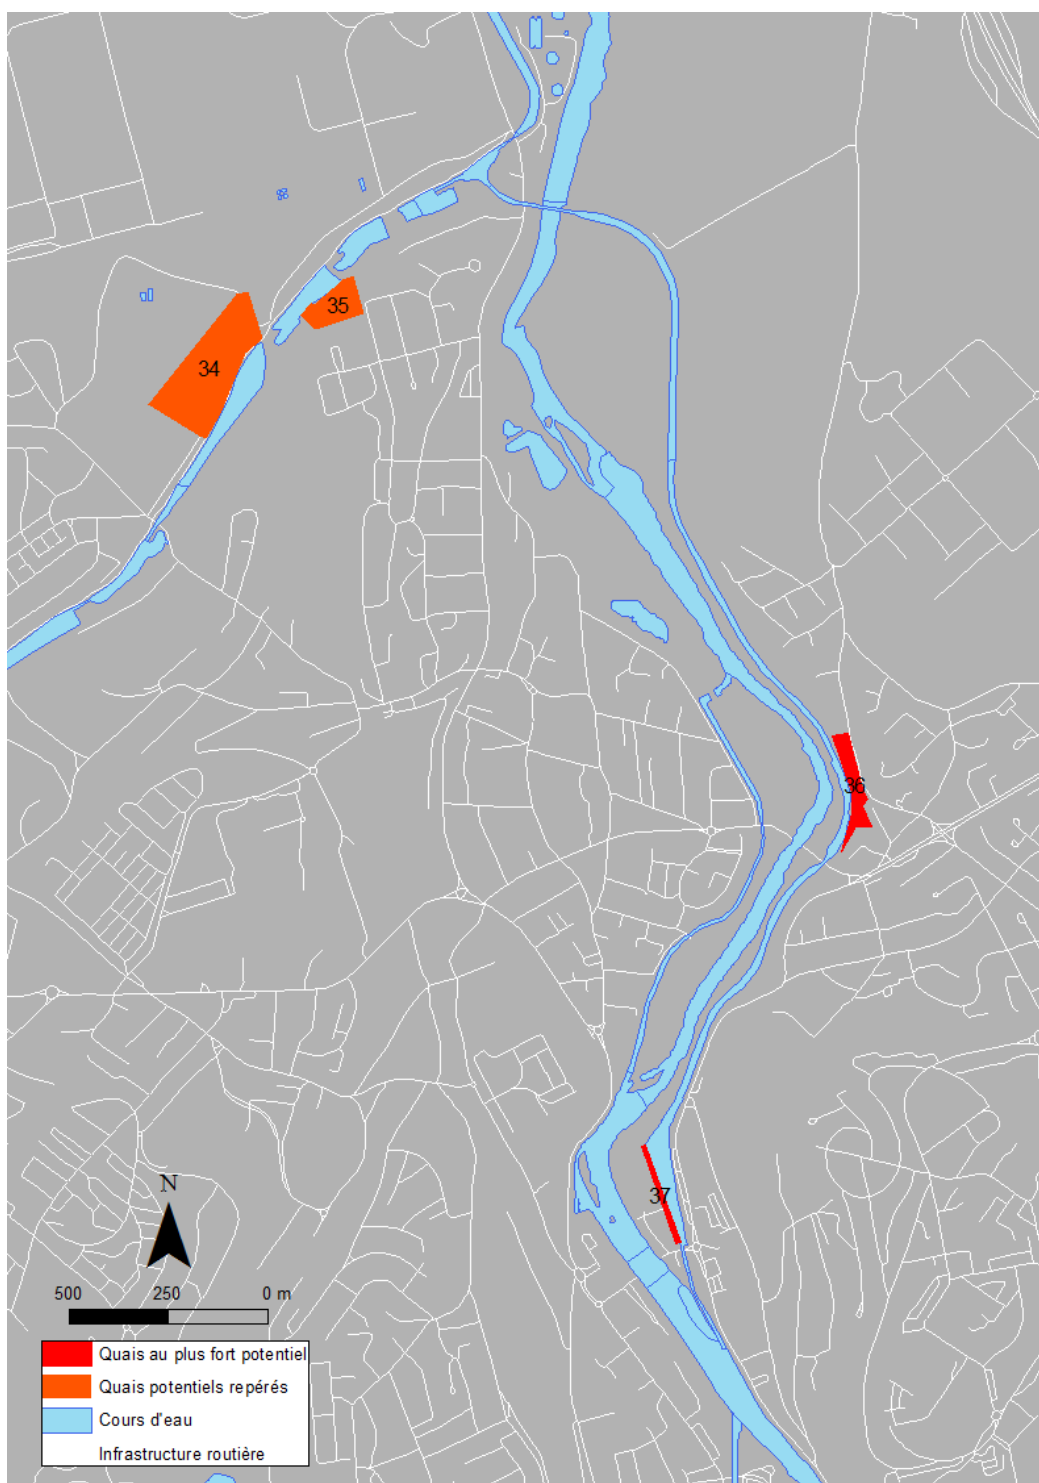 35
34
36
37
N
500 250 0 m
Quais au plus fort potentiel
Quais potentiels repérés
Cours d'eau
Infrastructure routière